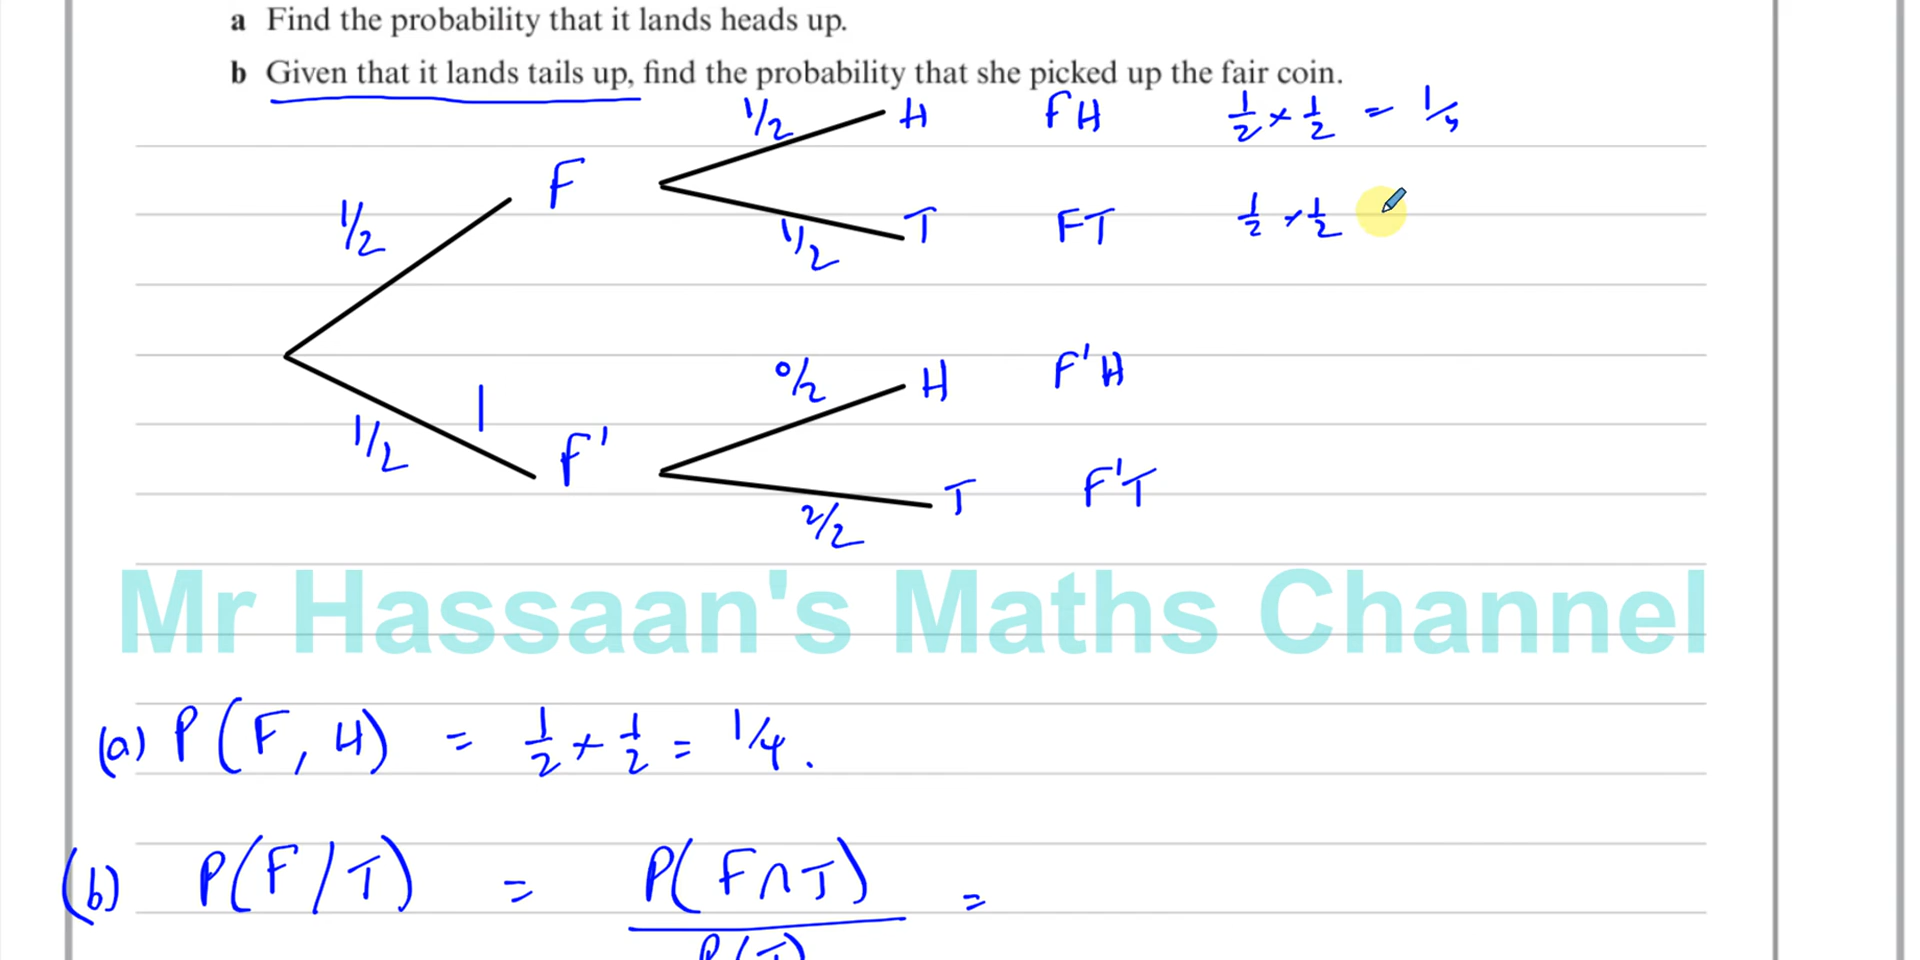 a Find the probability that it lands heads up.
b Given that it lands tails up, find the probability that she picked up the fair coin.
1/2 H FH 1/2 × 1/2 = 1/4
1/2 F
1/2 T FT 1/2 × 1/2
0/2 H F'H
1/2 F'
2/2 T F'T
Mr Hassaan's Maths Channel
(a) P(F, H) = 1/2 × 1/2 = 1/4.
(b) P(F/T) = P(F∩T) =
P(T)